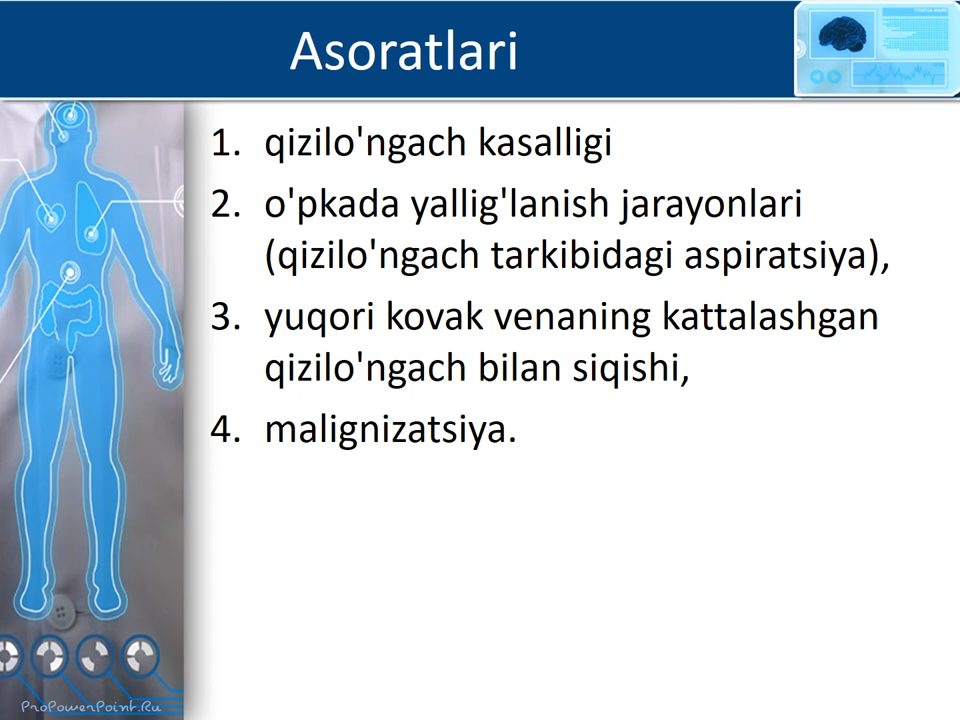 Asoratlari
1. qizilo'ngach kasalligi
2. o'pkada yallig'lanish jarayonlari
(qizilo'ngach tarkibidagi aspiratsiya),
3. yuqori kovak venaning kattalashgan
qizilo'ngach bilan siqishi,
4. malignizatsiya.
ProPowerPoint.Ru